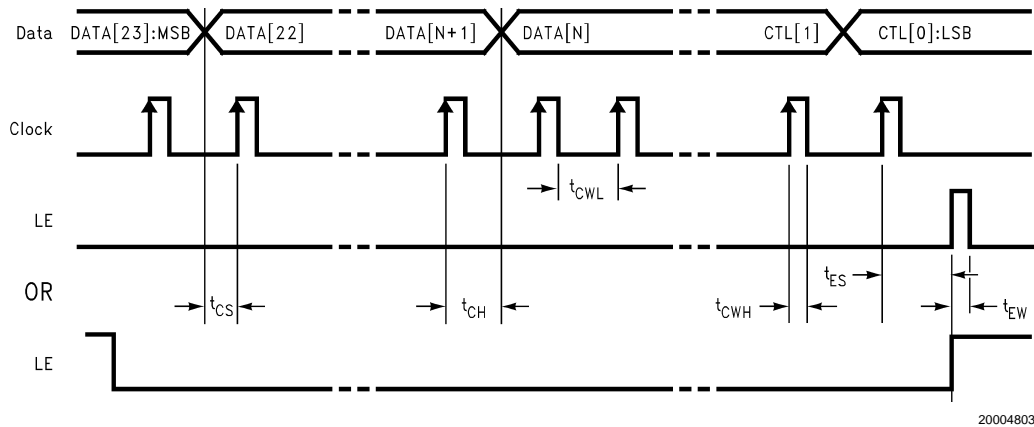 Data DATA[23]:MSB DATA[22] DATA[N+1] DATA[N] CTL[1] CTL[0]:LSB
Clock
tCWL
LE
OR
tCS tCH tCWH tES tEW
LE
20004803